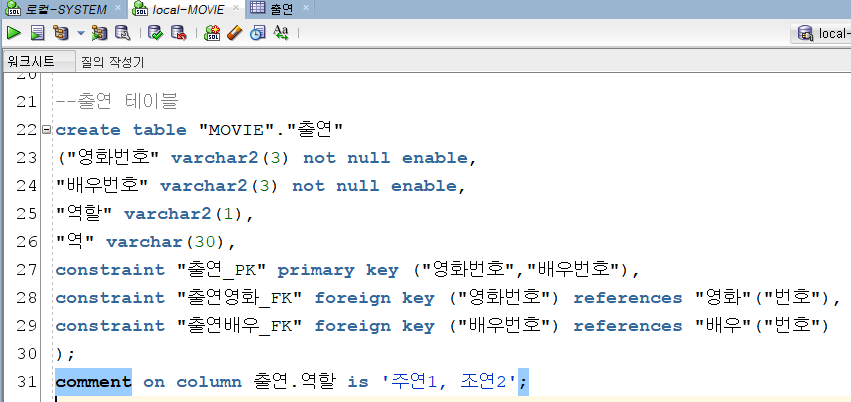 로컬-SYSTEM local-MOVIE 출연
local-
워크시트 질의 작성기
20
21 --출연 테이블
22 create table "MOVIE"."출연"
23 ("영화번호" varchar2(3) not null enable,
24 "배우번호" varchar2(3) not null enable,
25 "역할" varchar2(1),
26 "역" varchar(30),
27 constraint "출연_PK" primary key ("영화번호","배우번호"),
28 constraint "출연영화_FK" foreign key ("영화번호") references "영화"("번호"),
29 constraint "출연배우_FK" foreign key ("배우번호") references "배우"("번호")
30 );
31 comment on column 출연.역할 is '주연1, 조연2';